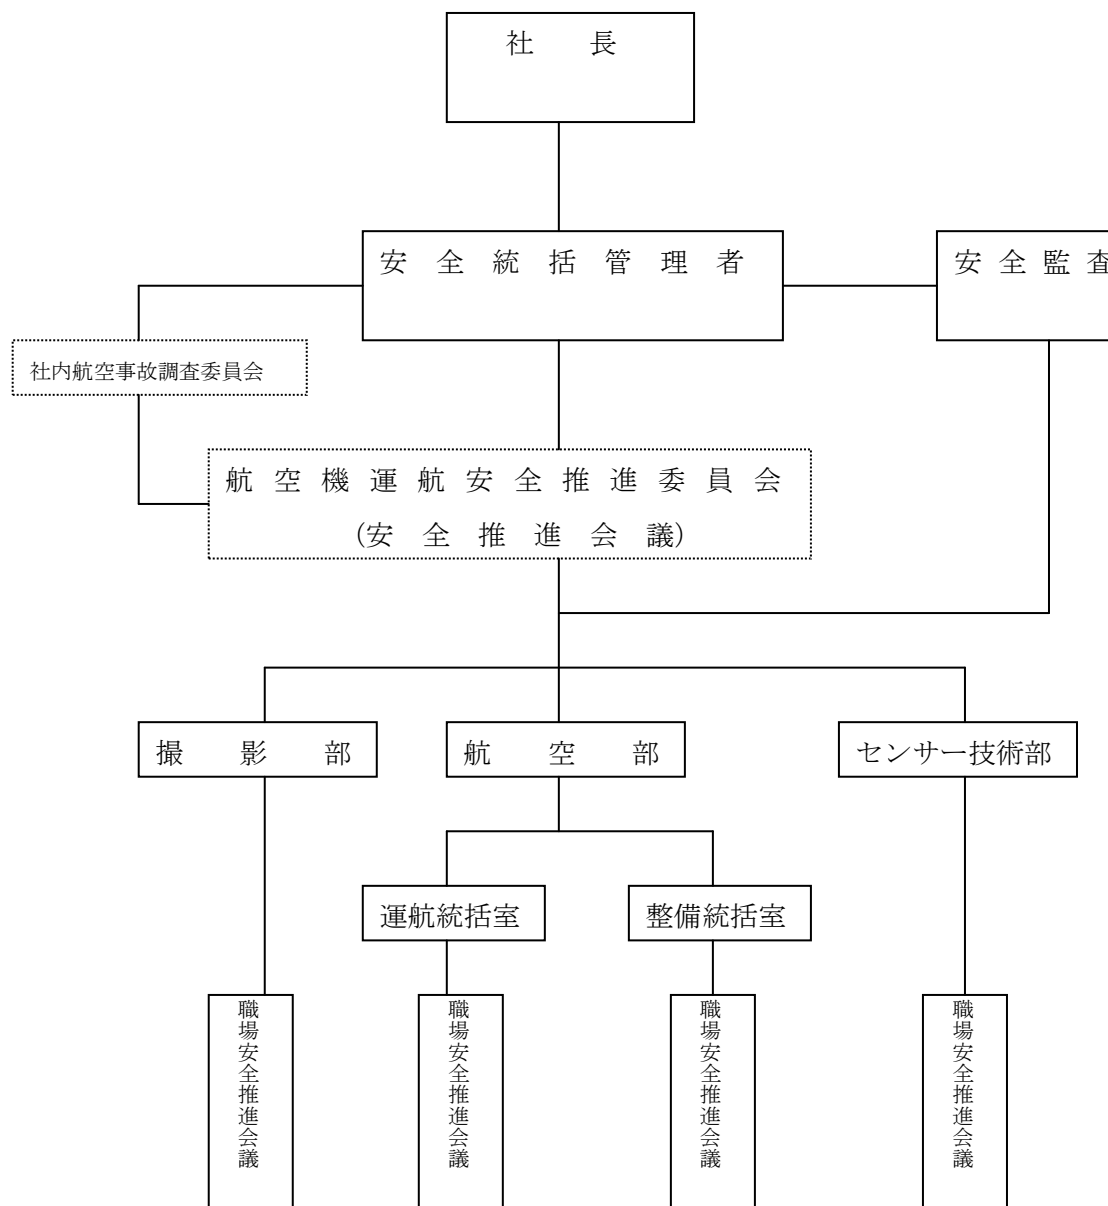 社長
安全統括管理者
安全監査
社内航空事故調査委員会
航空機運航安全推進委員会
(安全推進会議)
撮影部
航空部
センサー技術部
運航統括室
整備統括室
職場安全推進会議
職場安全推進会議
職場安全推進会議
職場安全推進会議